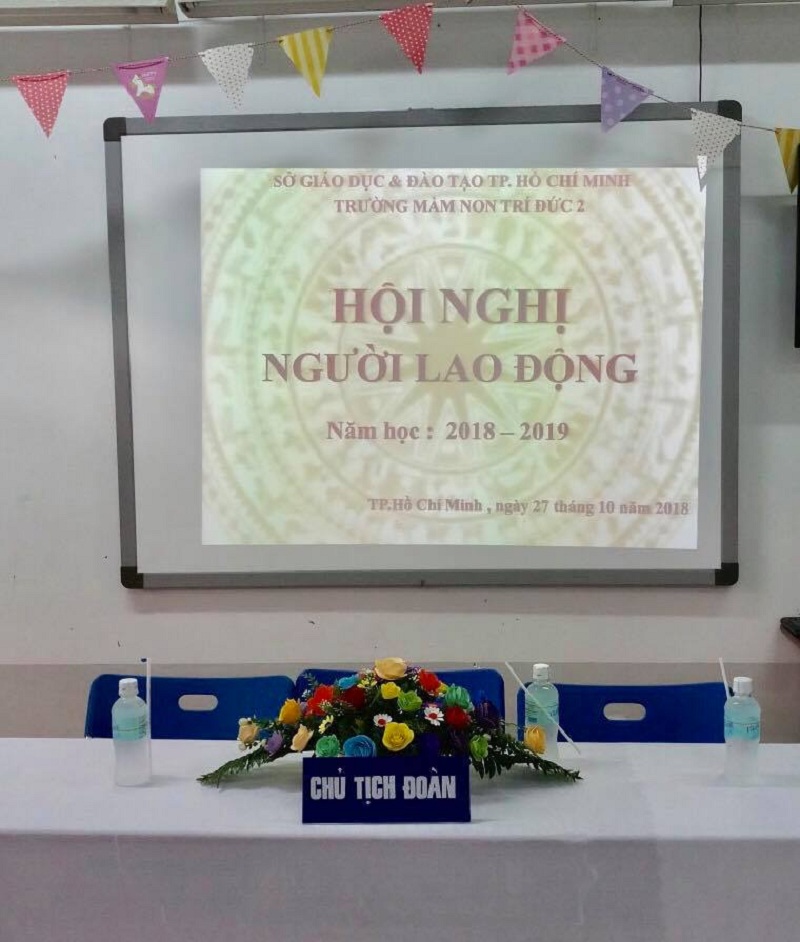 SỞ GIÁO DỤC & ĐÀO TẠO TP. HỒ CHÍ MINH
TRƯỜNG MẦM NON TRÍ ĐỨC 2
HỘI NGHỊ
NGƯỜI LAO ĐỘNG
Năm học : 2018 – 2019
TP.Hồ Chí Minh , ngày 27 tháng 10 năm 2018
CHỦ TỊCH ĐOÀN